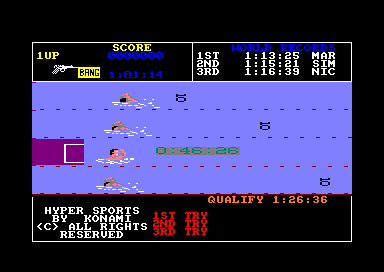 SCORE
1UP 0000000
BANG 1:01:14
WORLD RECORDS
1ST 1:13:25 MAR
2ND 1:15:21 SIM
3RD 1:16:39 NIC
0:46:26
QUALIFY 1:26:36
HYPER SPORTS
BY KONAMI
<C> ALL RIGHTS
RESERVED
1ST TRY
2ND TRY
3RD TRY